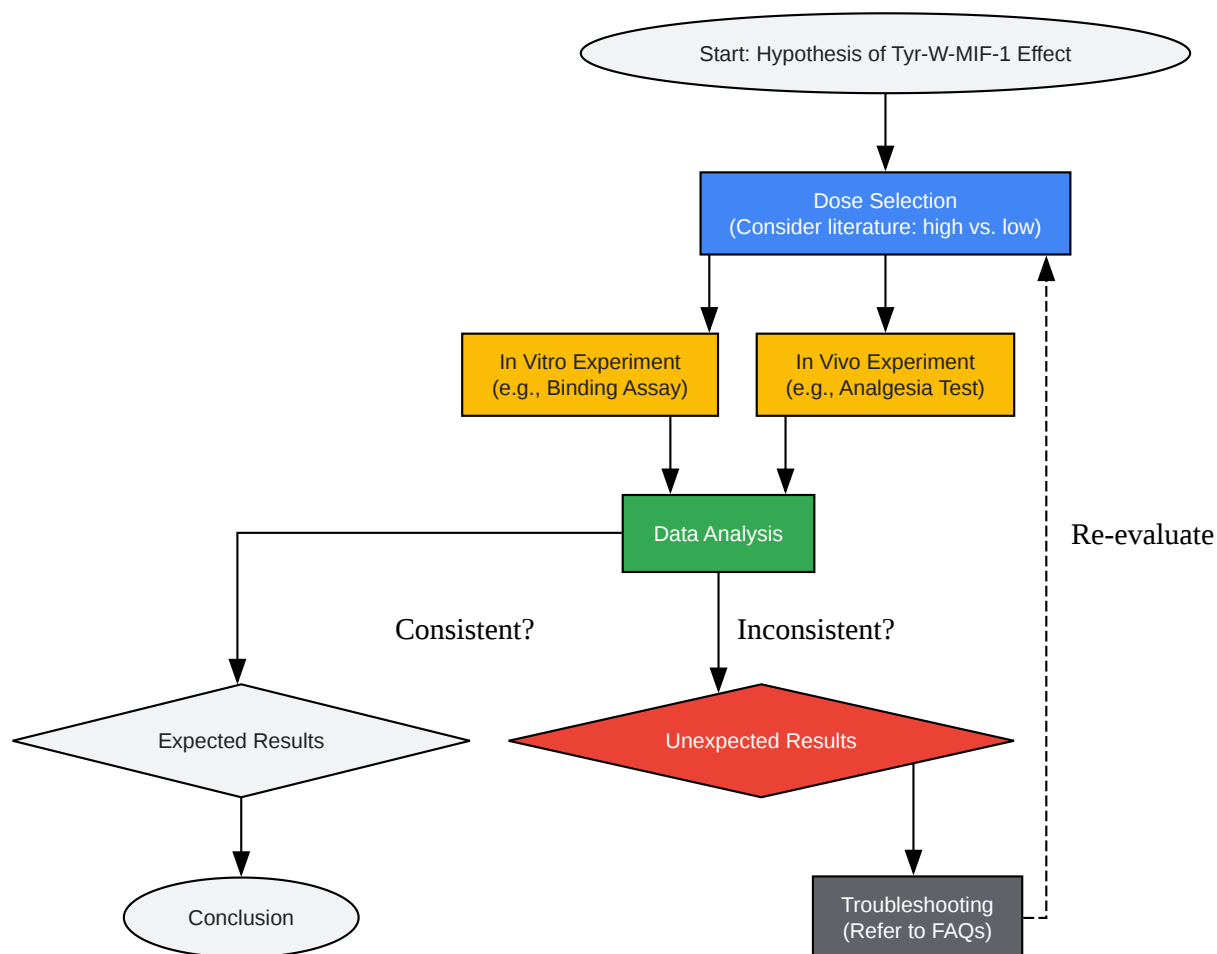 Start: Hypothesis of Tyr-W-MIF-1 Effect
Dose Selection
(Consider literature: high vs. low)
In Vitro Experiment
(e.g., Binding Assay)
In Vivo Experiment
(e.g., Analgesia Test)
Data Analysis
Re-evaluate
Consistent?
Inconsistent?
Expected Results
Unexpected Results
Conclusion
Troubleshooting
(Refer to FAQs)